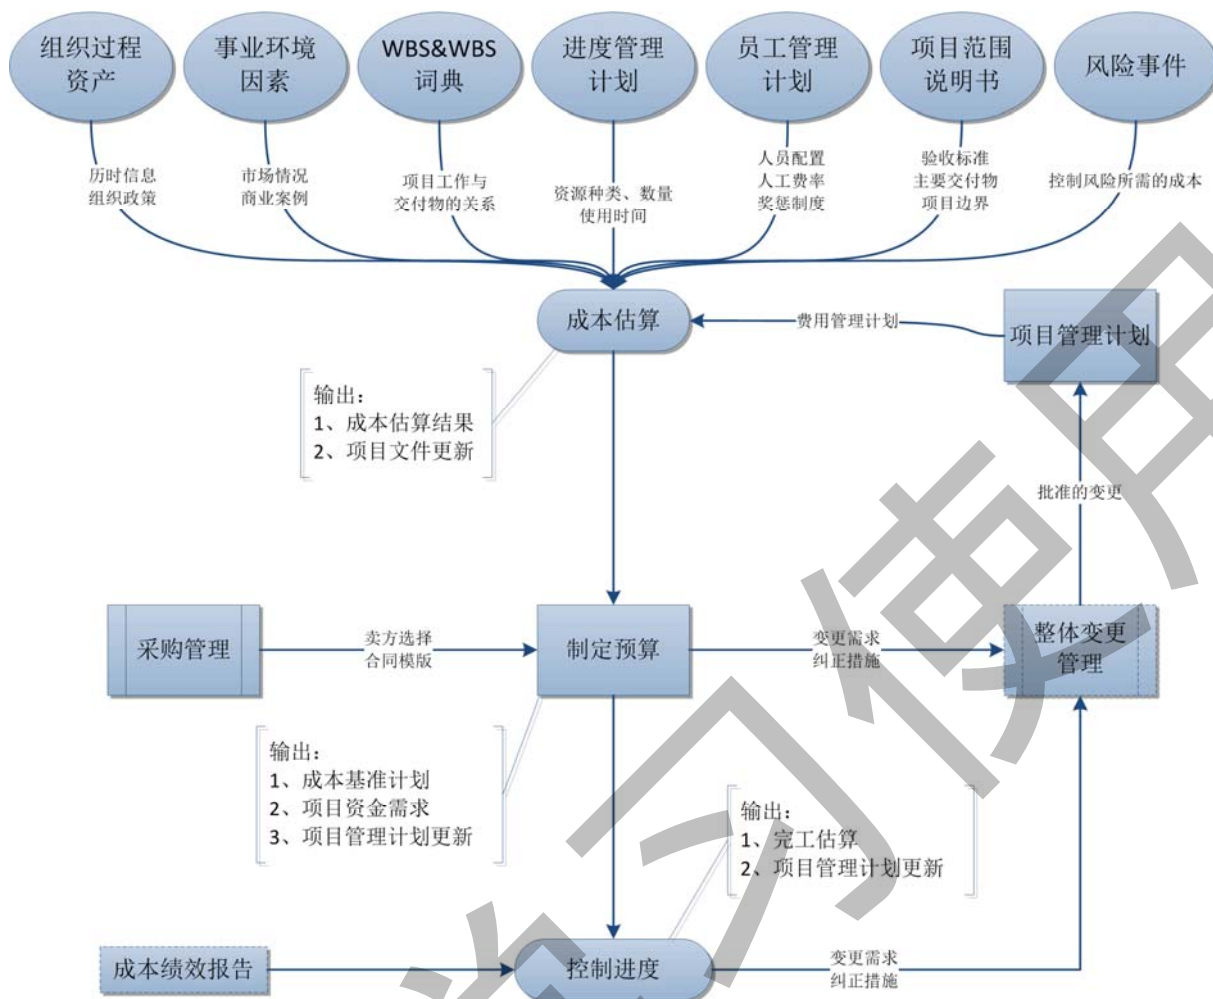 组织过程
资产
事业环境
因素
WBS&WBS
词典
进度管理
计划
员工管理
计划
项目范围
说明书
风险事件
历时信息
组织政策
市场情况
商业案例
项目工作与
交付物的关系
资源种类、数量
使用时间
人员配置
人工费率
奖惩制度
验收标准
主要交付物
项目边界
控制风险所需的成本
成本估算
费用管理计划
项目管理计划
输出:
1、成本估算结果
2、项目文件更新
批准的变更
采购管理
卖方选择
合同模版
制定预算
变更需求
纠正措施
整体变更
管理
输出:
1、成本基准计划
2、项目资金需求
3、项目管理计划更新
输出:
1、完工估算
2、项目管理计划更新
成本绩效报告
控制进度
变更需求
纠正措施
学习使用